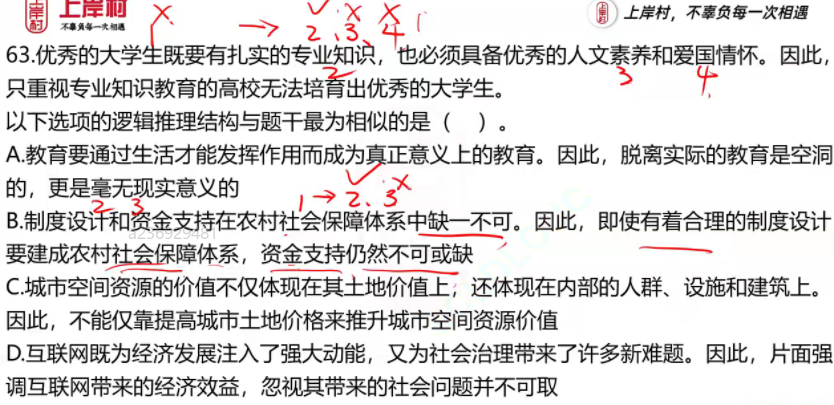 上岸村
不辜负每一次相遇
上岸村,不辜负每一次相遇
× → 2、3、4 √ × ×
63.优秀的大学生既要有扎实的专业知识,也必须具备优秀的人文素养和爱国情怀。因此,
2 3 4
只重视专业知识教育的高校无法培育出优秀的大学生。
以下选项的逻辑推理结构与题干最为相似的是( )。
A.教育要通过生活才能发挥作用而成为真正意义上的教育。因此,脱离实际的教育是空洞
的,更是毫无现实意义的
1→2、3 √ ×
2、3
B.制度设计和资金支持在农村社会保障体系中缺一不可。因此,即使有着合理的制度设计
a256929481
要建成农村社会保障体系,资金支持仍然不可或缺
C.城市空间资源的价值不仅体现在其土地价值上,还体现在内部的人群、设施和建筑上。
因此,不能仅靠提高城市土地价格来推升城市空间资源价值
D.互联网既为经济发展注入了强大动能,又为社会治理带来了许多新难题。因此,片面强
调互联网带来的经济效益,忽视其带来的社会问题并不可取